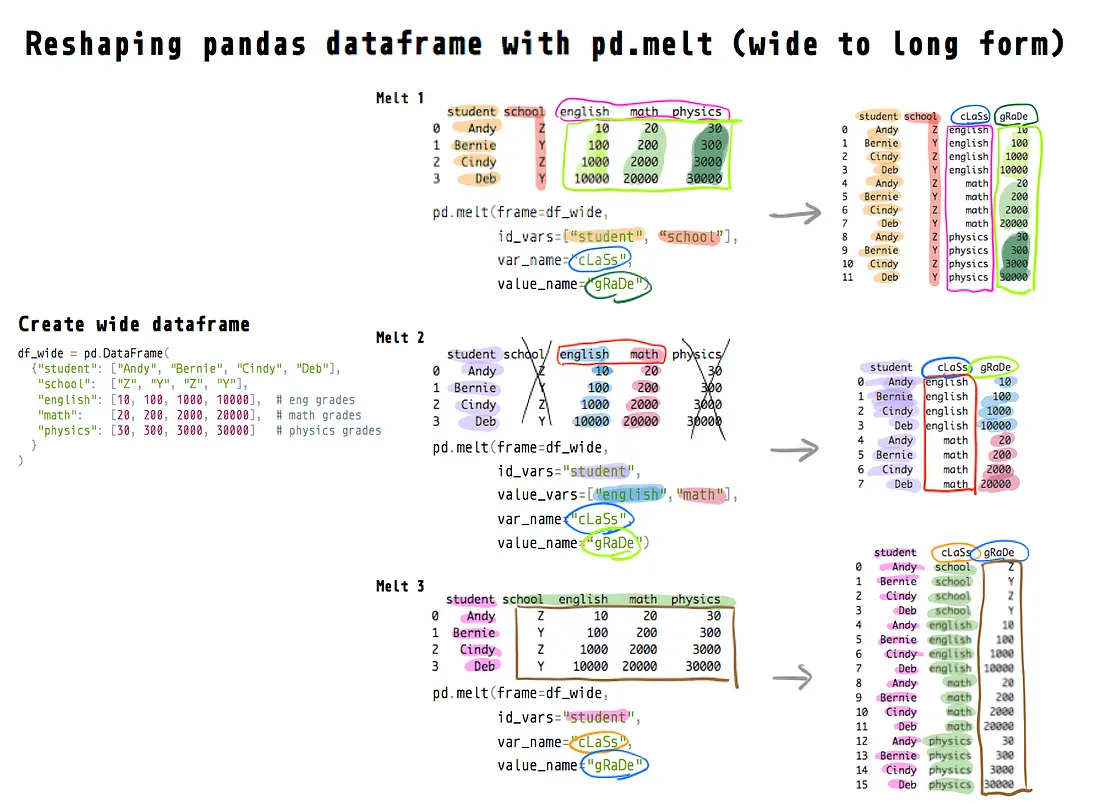 Reshaping pandas dataframe with pd.melt (wide to long form)
Create wide dataframe
df_wide = pd.DataFrame(
{"student": ["Andy", "Bernie", "Cindy", "Deb"],
"school": ["Z", "Y", "Z", "Y"],
"english": [10, 100, 1000, 10000], # eng grades
"math": [20, 200, 2000, 20000], # math grades
"physics": [30, 300, 3000, 30000] # physics grades
}
)
Melt 1
student school english math physics
0 Andy Z 10 20 30
1 Bernie Y 100 200 300
2 Cindy Z 1000 2000 3000
3 Deb Y 10000 20000 30000
pd.melt(frame=df_wide,
id_vars=["student", "school"],
var_name="cLaSs",
value_name="gRaDe")
student school cLaSs gRaDe
0 Andy Z english 10
1 Bernie Y english 100
2 Cindy Z english 1000
3 Deb Y english 10000
4 Andy Z math 20
5 Bernie Y math 200
6 Cindy Z math 2000
7 Deb Y math 20000
8 Andy Z physics 30
9 Bernie Y physics 300
10 Cindy Z physics 3000
11 Deb Y physics 30000
Melt 2
student school english math physics
0 Andy Z 10 20 30
1 Bernie Y 100 200 300
2 Cindy Z 1000 2000 3000
3 Deb Y 10000 20000 30000
pd.melt(frame=df_wide,
id_vars="student",
value_vars=["english","math"],
var_name="cLaSs",
value_name="gRaDe")
student cLaSs gRaDe
0 Andy english 10
1 Bernie english 100
2 Cindy english 1000
3 Deb english 10000
4 Andy math 20
5 Bernie math 200
6 Cindy math 2000
7 Deb math 20000
Melt 3
student school english math physics
0 Andy Z 10 20 30
1 Bernie Y 100 200 300
2 Cindy Z 1000 2000 3000
3 Deb Y 10000 20000 30000
pd.melt(frame=df_wide,
id_vars="student",
var_name="cLaSs",
value_name="gRaDe"
student cLaSs gRaDe
0 Andy school Z
1 Bernie school Y
2 Cindy school Z
3 Deb school Y
4 Andy english 10
5 Bernie english 100
6 Cindy english 1000
7 Deb english 10000
8 Andy math 20
9 Bernie math 200
10 Cindy math 2000
11 Deb math 20000
12 Andy physics 30
13 Bernie physics 300
14 Cindy physics 3000
15 Deb physics 30000